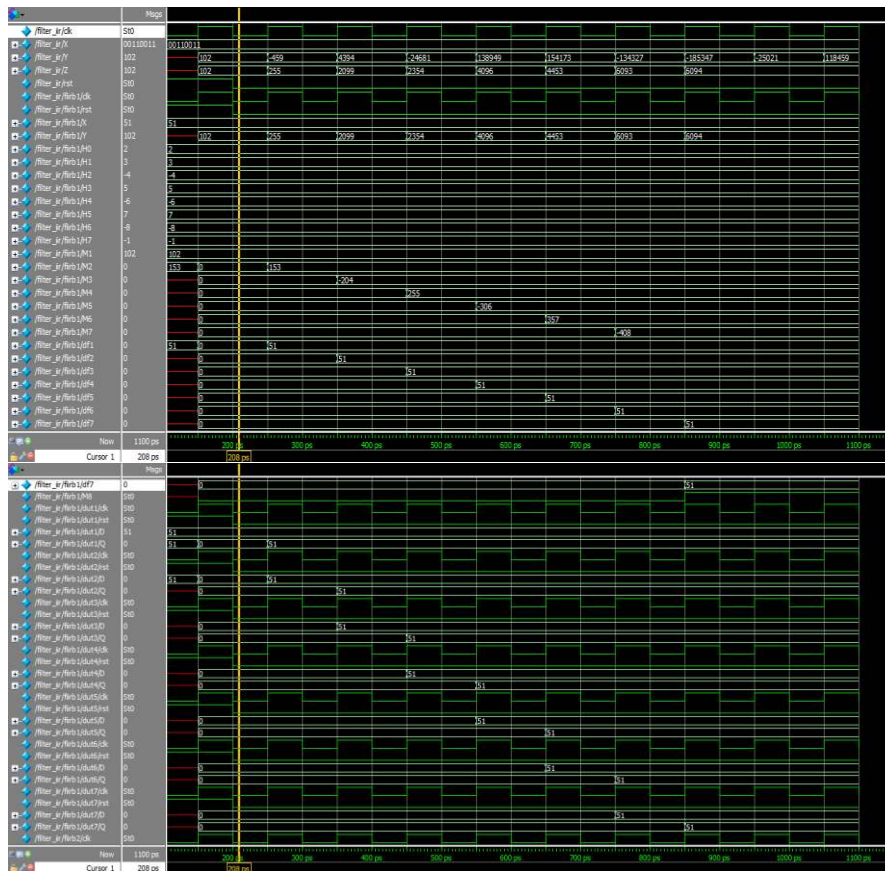 Msgs
/filter_iir/clk St0
/filter_iir/X 00110011 00110011
/filter_iir/Y 102 102 -459 4394 -24681 138949 154173 -134327 -185347 -25021 118459
/filter_iir/Z 102 102 255 2099 2354 4096 4453 6093 6094
/filter_iir/rst St0
/filter_iir/firb1/clk St0
/filter_iir/firb1/rst St0
/filter_iir/firb1/X 51 51
/filter_iir/firb1/Y 102 102 255 2099 2354 4096 4453 6093 6094
/filter_iir/firb1/H0 2 2
/filter_iir/firb1/H1 3 3
/filter_iir/firb1/H2 -4 -4
/filter_iir/firb1/H3 5 5
/filter_iir/firb1/H4 -6 -6
/filter_iir/firb1/H5 7 7
/filter_iir/firb1/H6 -8 -8
/filter_iir/firb1/H7 -1 -1
/filter_iir/firb1/M1 102 102
/filter_iir/firb1/M2 0 153 0 153
/filter_iir/firb1/M3 0 0 -204
/filter_iir/firb1/M4 0 0 255
/filter_iir/firb1/M5 0 0 -306
/filter_iir/firb1/M6 0 0 357
/filter_iir/firb1/M7 0 0 -408
/filter_iir/firb1/df1 0 51 0 51
/filter_iir/firb1/df2 0 0 51
/filter_iir/firb1/df3 0 0 51
/filter_iir/firb1/df4 0 0 51
/filter_iir/firb1/df5 0 0 51
/filter_iir/firb1/df6 0 0 51
/filter_iir/firb1/df7 0 0 51
Now 1100 ps 200 ps 300 ps 400 ps 500 ps 600 ps 700 ps 800 ps 900 ps 1000 ps 1100 ps
Cursor 1 208 ps 208 ps
Msgs
/filter_iir/firb1/df7 0 0 51
/filter_iir/firb1/M8 St0
/filter_iir/firb1/dut1/clk St0
/filter_iir/firb1/dut1/rst St0
/filter_iir/firb1/dut1/D 51 51
/filter_iir/firb1/dut1/Q 0 51 0 51
/filter_iir/firb1/dut2/clk St0
/filter_iir/firb1/dut2/rst St0
/filter_iir/firb1/dut2/D 0 51 0 51
/filter_iir/firb1/dut2/Q 0 0 51
/filter_iir/firb1/dut3/clk St0
/filter_iir/firb1/dut3/rst St0
/filter_iir/firb1/dut3/D 0 0 51
/filter_iir/firb1/dut3/Q 0 0 51
/filter_iir/firb1/dut4/clk St0
/filter_iir/firb1/dut4/rst St0
/filter_iir/firb1/dut4/D 0 0 51
/filter_iir/firb1/dut4/Q 0 0 51
/filter_iir/firb1/dut5/clk St0
/filter_iir/firb1/dut5/rst St0
/filter_iir/firb1/dut5/D 0 0 51
/filter_iir/firb1/dut5/Q 0 0 51
/filter_iir/firb1/dut6/clk St0
/filter_iir/firb1/dut6/rst St0
/filter_iir/firb1/dut6/D 0 0 51
/filter_iir/firb1/dut6/Q 0 0 51
/filter_iir/firb1/dut7/clk St0
/filter_iir/firb1/dut7/rst St0
/filter_iir/firb1/dut7/D 0 0 51
/filter_iir/firb1/dut7/Q 0 0 51
/filter_iir/firb2/clk St0
Now 1100 ps 200 ps 300 ps 400 ps 500 ps 600 ps 700 ps 800 ps 900 ps 1000 ps 1100 ps
Cursor 1 208 ps 208 ps